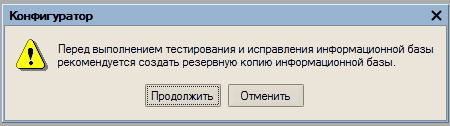 Конфигуратор
Перед выполнением тестирования и исправления информационной базы
рекомендуется создать резервную копию информационной базы.
Продолжить Отменить